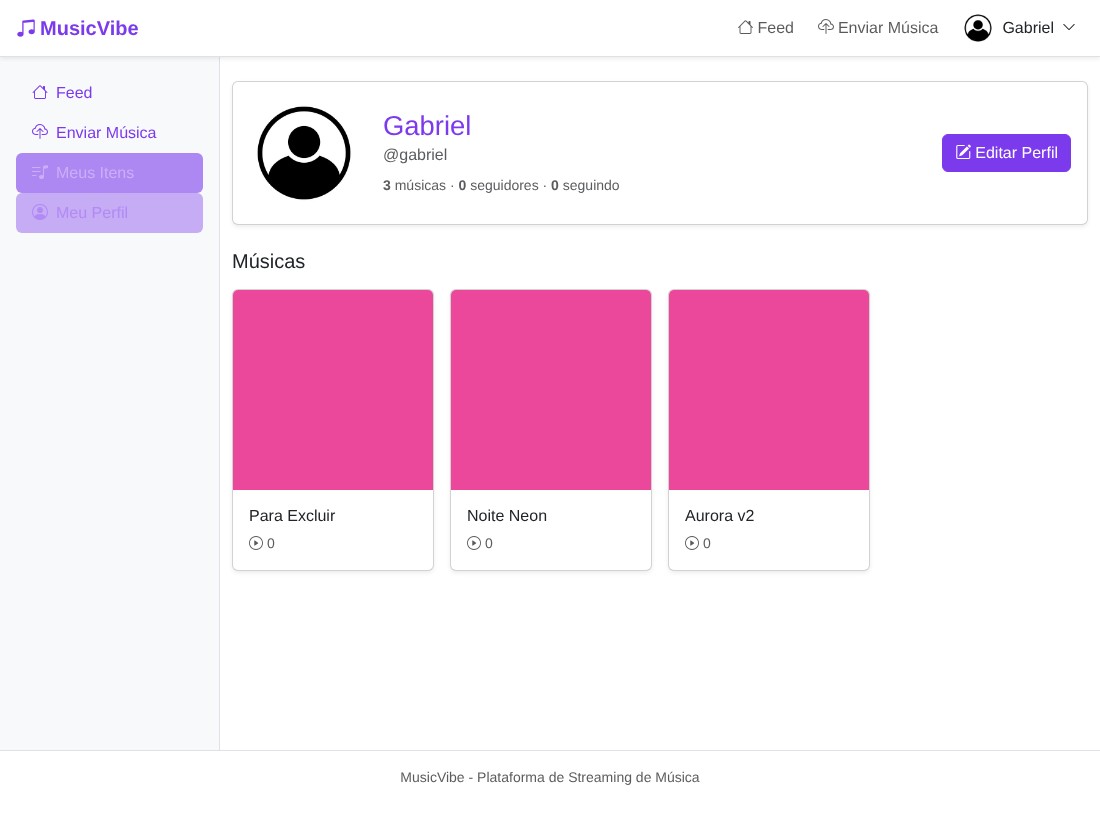 MusicVibe
Feed
Enviar Música
Gabriel
Feed
Enviar Música
Meus Itens
Meu Perfil
Gabriel
@gabriel
3 músicas · 0 seguidores · 0 seguindo
Editar Perfil
Músicas
Para Excluir
0
Noite Neon
0
Aurora v2
0
MusicVibe - Plataforma de Streaming de Música